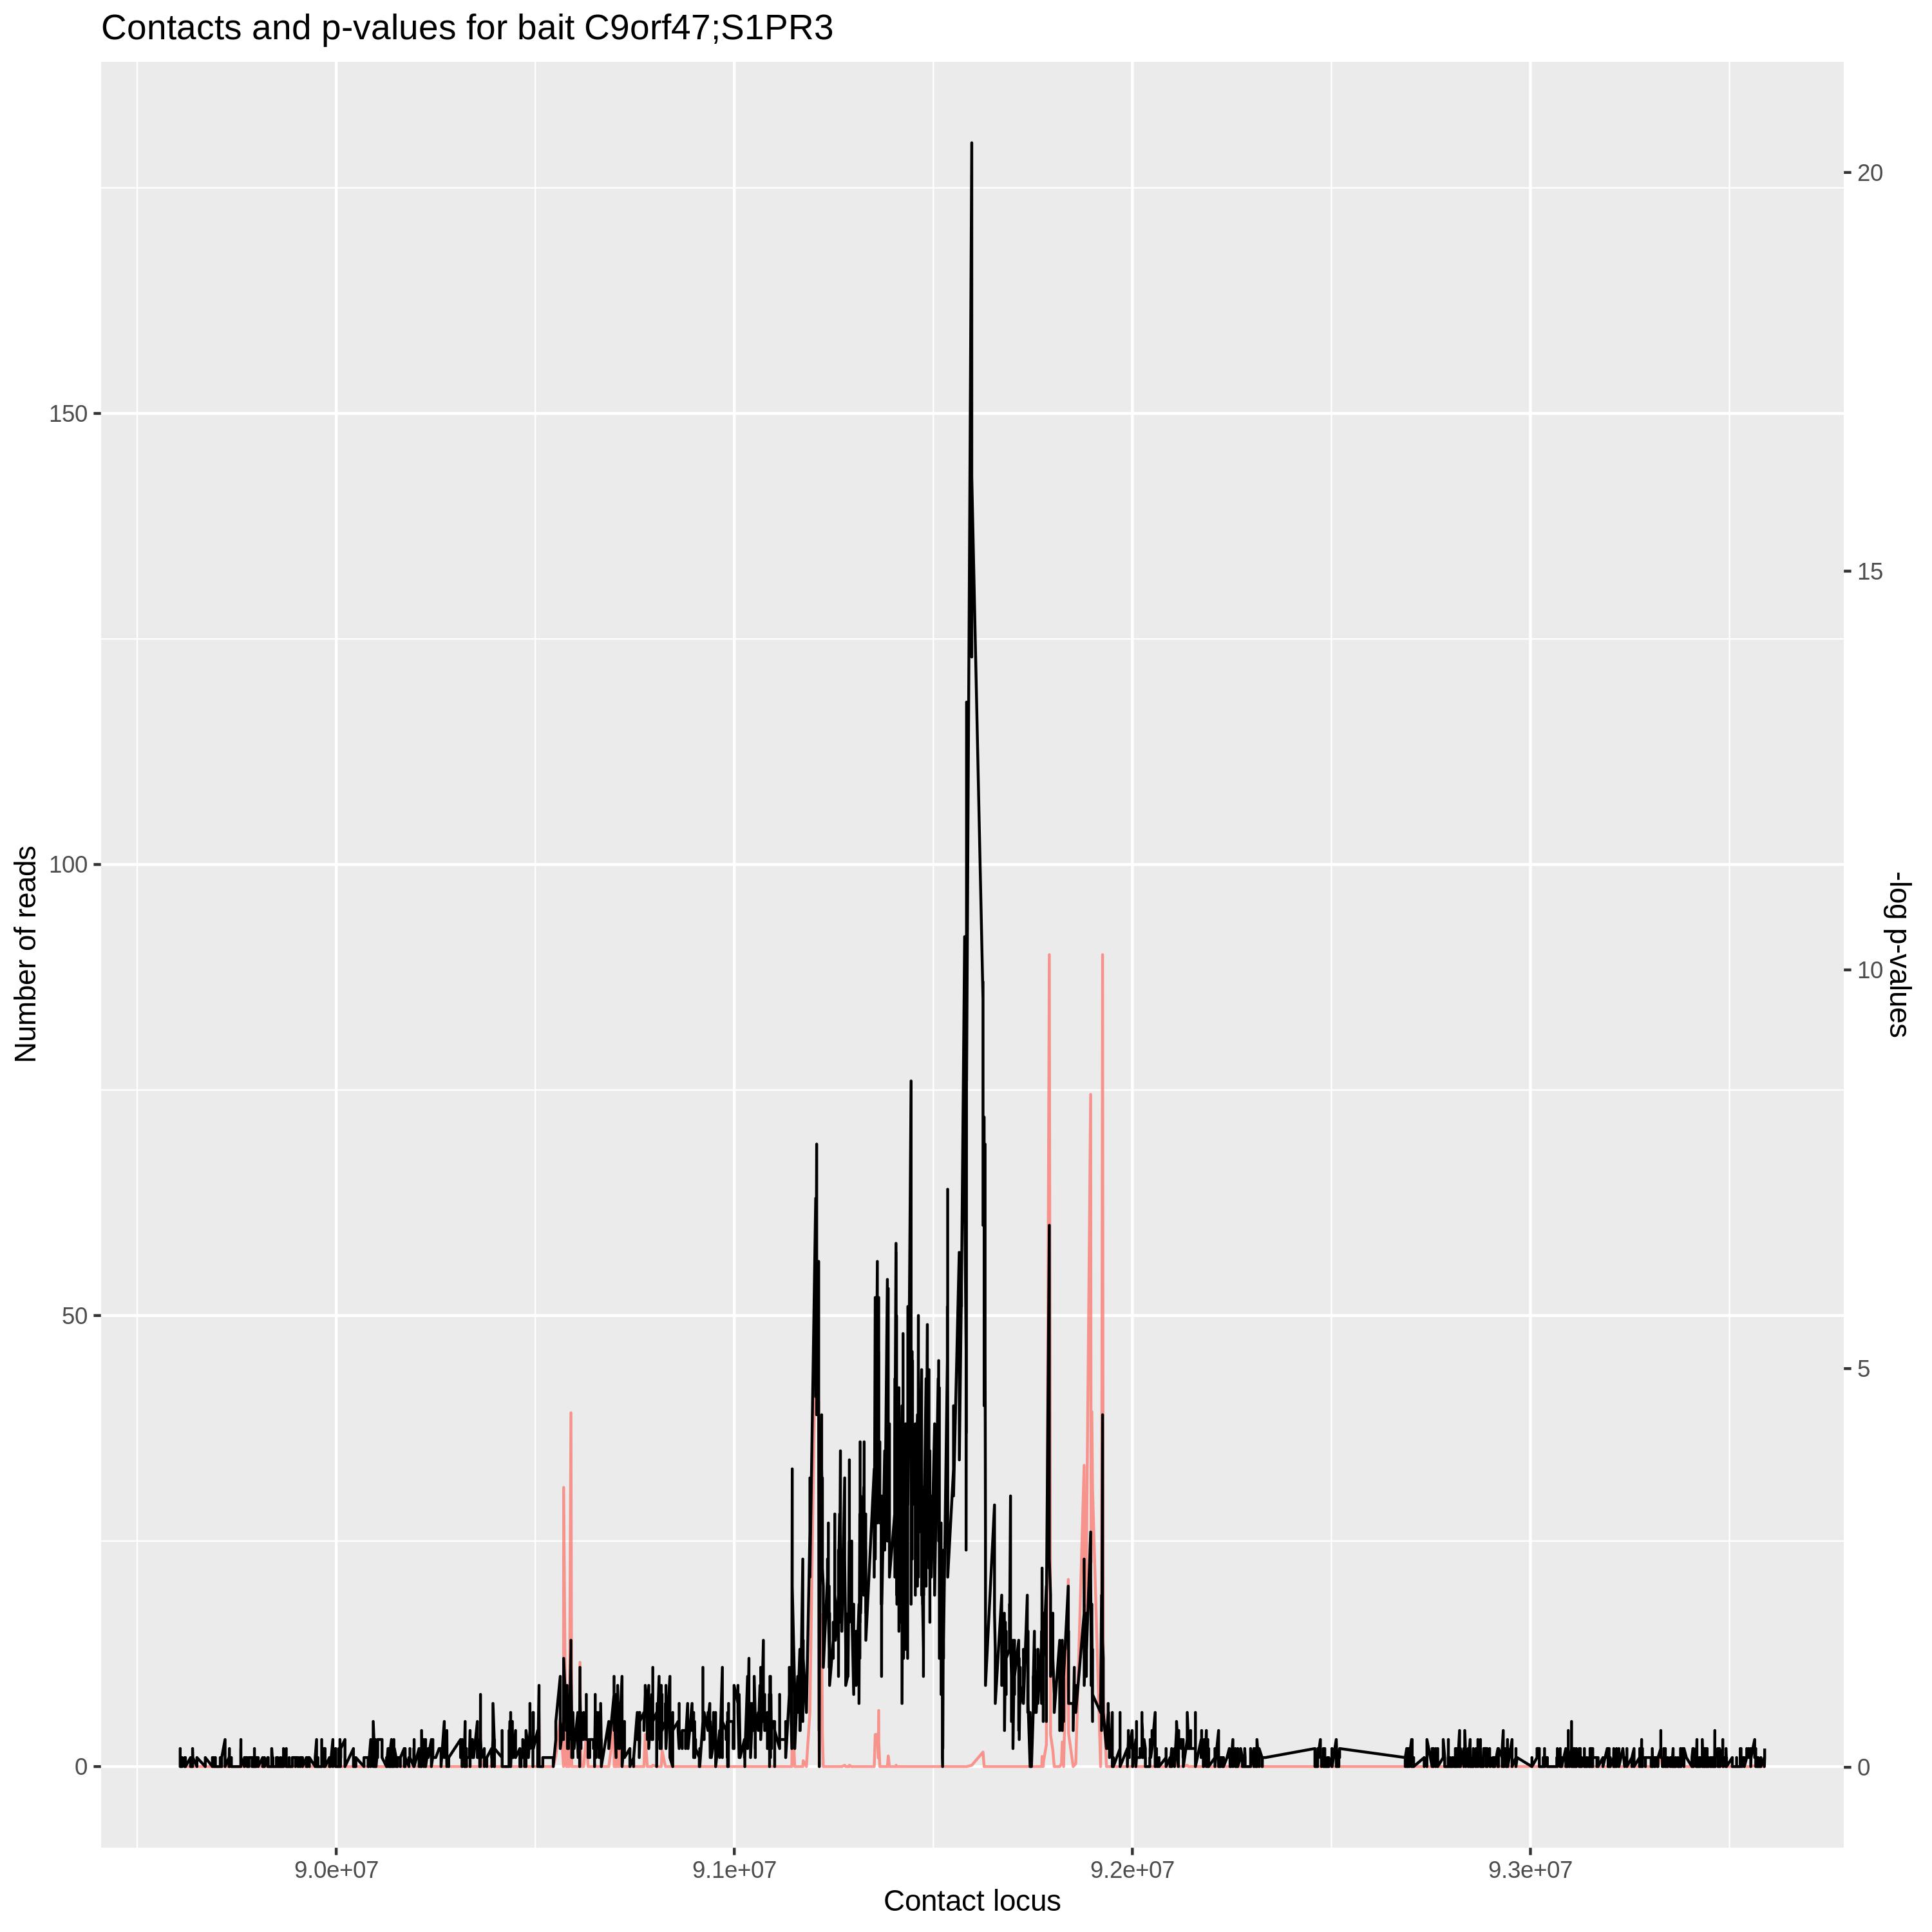 Contacts and p-values for bait C9orf47;S1PR3
20
150
15
100
Number of reads
-log p-values
10
50
5
0
0
9.0e+07
9.1e+07
9.2e+07
9.3e+07
Contact locus